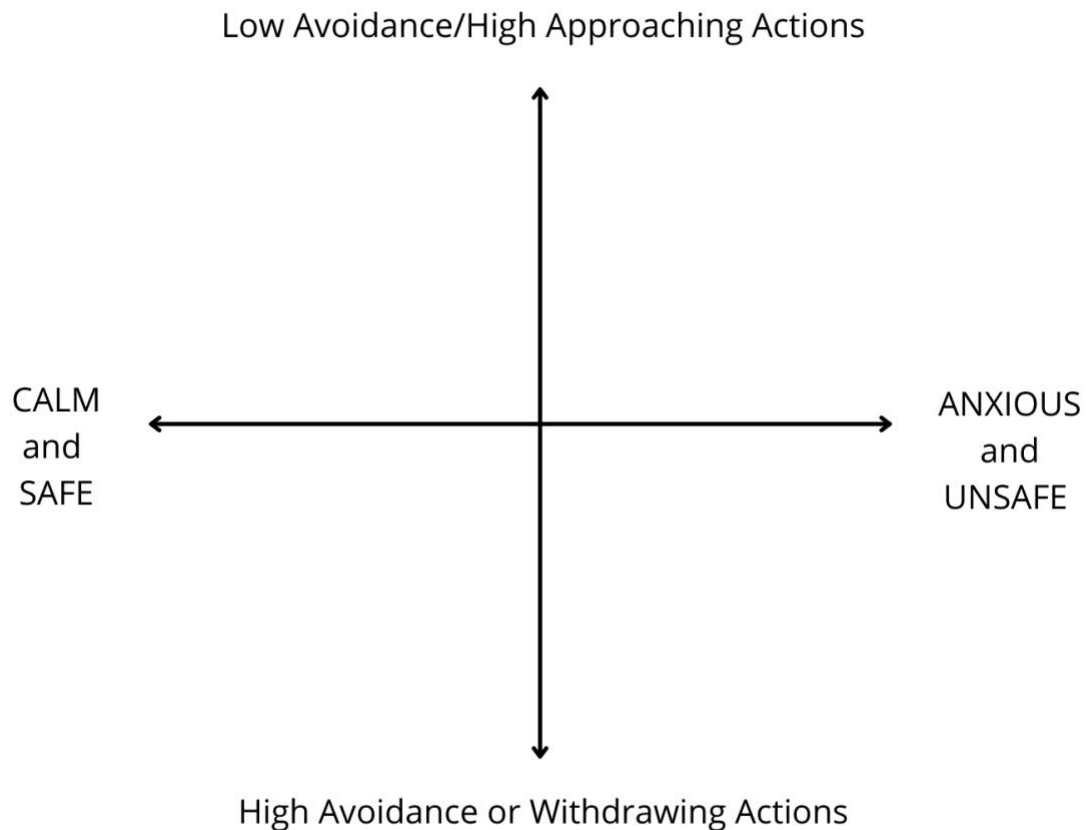 Low Avoidance/High Approaching Actions
CALM
and
SAFE
ANXIOUS
and
UNSAFE
High Avoidance or Withdrawing Actions